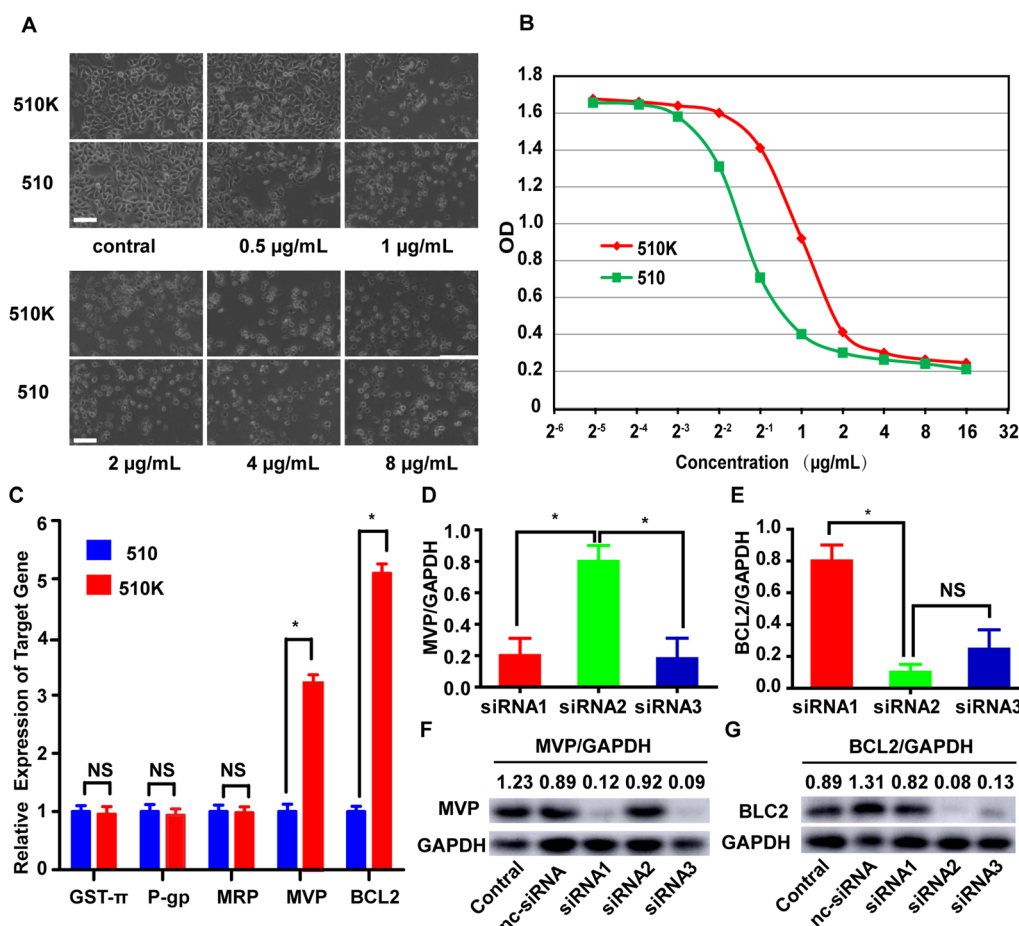 A
510K
510
contral 0.5 µg/mL 1 µg/mL
510K
510
2 µg/mL 4 µg/mL 8 µg/mL
B
1.8
1.6
1.4
1.2
1.0
0.8
0.6
0.4
0.2
0
OD
510K
510
2-6 2-5 2-4 2-3 2-2 2-1 1 2 4 8 16 32
Concentration （µg/mL）
C
Relative Expression of Target Gene
6
5
4
3
2
1
0
510
510K
NS NS NS * *
GST-π P-gp MRP MVP BCL2
D
MVP/GAPDH
1.0
0.8
0.6
0.4
0.2
0.0
* *
siRNA1 siRNA2 siRNA3
E
BCL2/GAPDH
1.0
0.8
0.6
0.4
0.2
0.0
*
NS
siRNA1 siRNA2 siRNA3
F
MVP/GAPDH
1.23 0.89 0.12 0.92 0.09
MVP
GAPDH
Control nc-siRNA siRNA1 siRNA2 siRNA3
G
BCL2/GAPDH
0.89 1.31 0.82 0.08 0.13
BLC2
GAPDH
Control nc-siRNA siRNA1 siRNA2 siRNA3